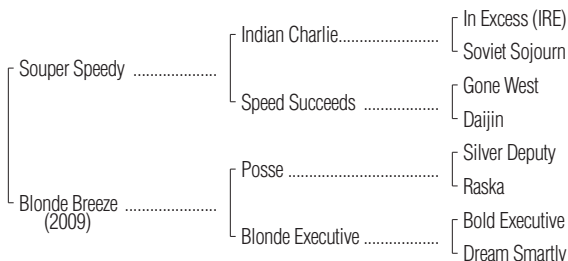 In Excess (IRE)
Indian Charlie....................
Soviet Sojourn
Souper Speedy ..................
Gone West
Speed Succeeds ...............
Daijin
Silver Deputy
Posse ..............................
Raska
Blonde Breeze ..................
(2009)
Bold Executive
Blonde Executive ...............
Dream Smartly